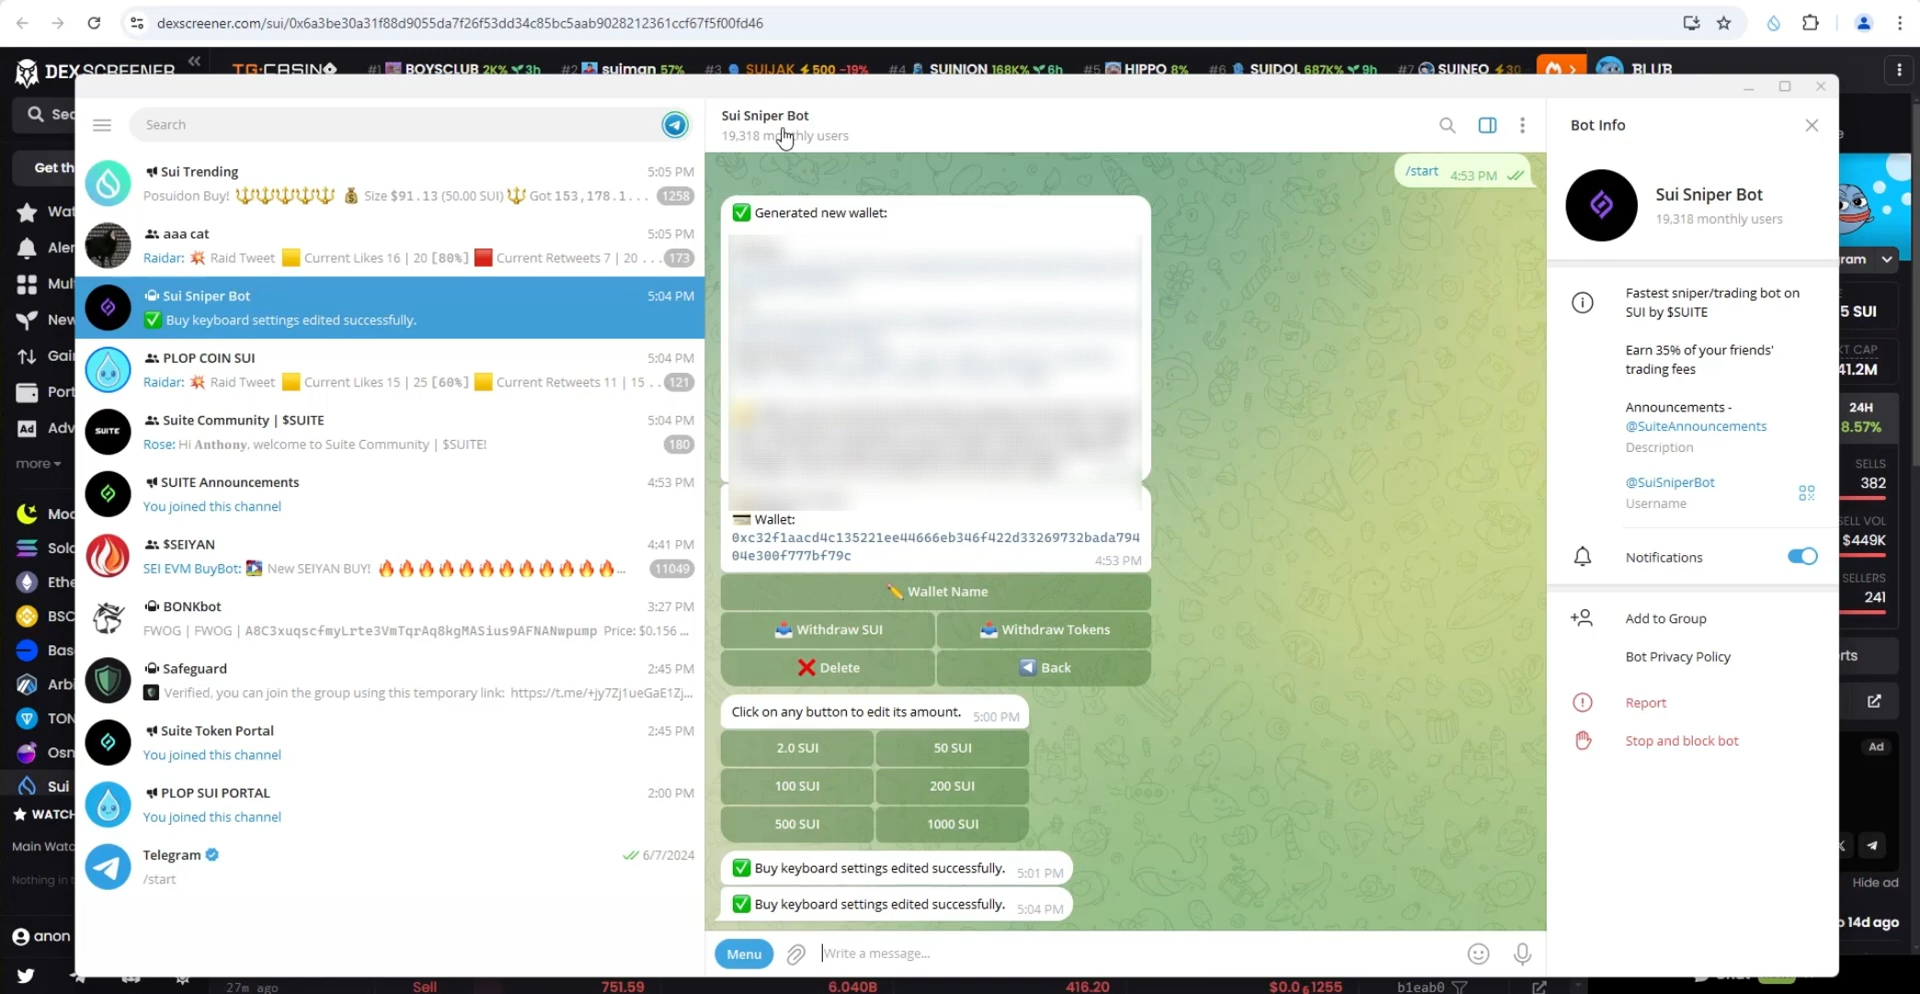 dexscreener.com/sui/0x6a3be30a31f88d9055da7f26f53dd34c85bc5aab9028212361ccf67f5f00fd46
DEX SCREENER
TG.CASINO
#1 BOYSCLUB 2K% 3h
#2 suiman 57%
#3 SUIJAK ⚡500 -19%
#4 SUINION 168K% 6h
#5 HIPPO 8%
#6 SUIDOL 687K% 9h
#7 SUINEO ⚡30
BLUB
Get th
New
more
Sui
WATCH
Main Watc
Nothing in
anon
Search
Sui Trending
5:05 PM
Posuidon Buy! 🔱🔱🔱🔱🔱 💰 Size $91.13 (50.00 SUI) 🔱 Got 153,178.1...
1258
aaa cat
5:05 PM
Raidar: 💥 Raid Tweet 🟨 Current Likes 16 | 20 [80%] 🟥 Current Retweets 7 | 20 ...
173
Sui Sniper Bot
5:04 PM
✅ Buy keyboard settings edited successfully.
PLOP COIN SUI
5:04 PM
Raidar: 💥 Raid Tweet 🟨 Current Likes 15 | 25 [60%] 🟨 Current Retweets 11 | 15 ..
121
SUITE
Suite Community | $SUITE
5:04 PM
Rose: Hi Anthony, welcome to Suite Community | $SUITE!
180
SUITE Announcements
4:53 PM
You joined this channel
$SEIYAN
4:41 PM
SEI EVM BuyBot: New SEIYAN BUY! 🔥🔥🔥🔥🔥🔥🔥🔥🔥🔥🔥🔥...
11049
BONKbot
3:27 PM
FWOG | FWOG | A8C3xuqscfmyLrte3VmTqrAq8kgMASius9AFNANwpump Price: $0.156 ...
Safeguard
2:45 PM
Verified, you can join the group using this temporary link: https://t.me/+jy7Zj1ueGaE1Zj...
Suite Token Portal
2:45 PM
You joined this channel
PLOP SUI PORTAL
2:00 PM
You joined this channel
Telegram
6/7/2024
/start
Sui Sniper Bot
19,318 monthly users
/start 4:53 PM
✅ Generated new wallet:
💳 Wallet:
0xc32f1aacd4c135221ee44666eb346f422d33269732bada794
04e300f777bf79c
4:53 PM
✏️ Wallet Name
📤 Withdraw SUI
📤 Withdraw Tokens
❌ Delete
◀️ Back
Click on any button to edit its amount. 5:00 PM
2.0 SUI
50 SUI
100 SUI
200 SUI
500 SUI
1000 SUI
✅ Buy keyboard settings edited successfully. 5:01 PM
✅ Buy keyboard settings edited successfully. 5:04 PM
Menu
Write a message...
Bot Info
Sui Sniper Bot
19,318 monthly users
Fastest sniper/trading bot on
SUI by $SUITE
Earn 35% of your friends'
trading fees
Announcements -
@SuiteAnnouncements
Description
@SuiSniperBot
Username
Notifications
Add to Group
Bot Privacy Policy
Report
Stop and block bot
5 SUI
41.2M
24H
8.57%
SELLS
382
$449K
SELLERS
241
Ad
Hide ad
14d ago
27m ago
Sell
751.59
6.040B
416.20
$0.0₆1255
b1eab0